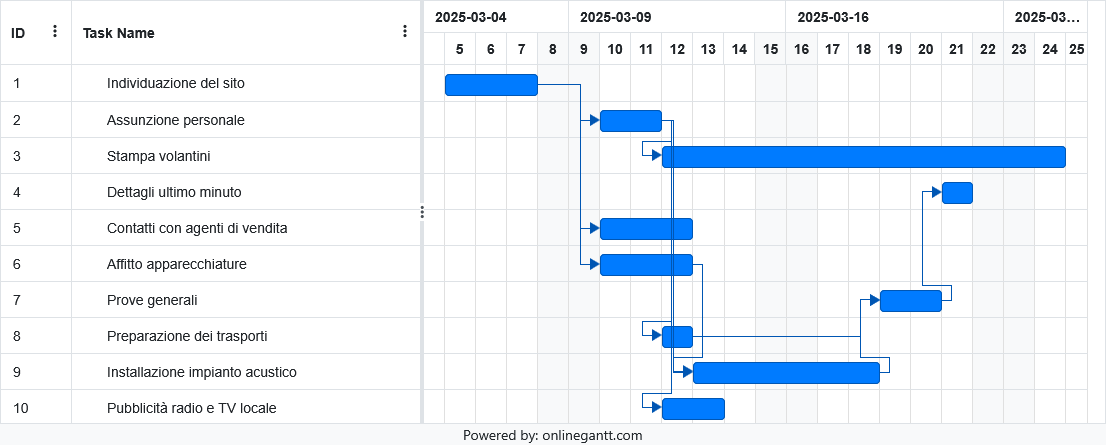 ID Task Name 2025-03-04 2025-03-09 2025-03-16 2025-03...
5 6 7 8 9 10 11 12 13 14 15 16 17 18 19 20 21 22 23 24 25
1 Individuazione del sito
2 Assunzione personale
3 Stampa volantini
4 Dettagli ultimo minuto
5 Contatti con agenti di vendita
6 Affitto apparecchiature
7 Prove generali
8 Preparazione dei trasporti
9 Installazione impianto acustico
10 Pubblicità radio e TV locale
Powered by: onlinegantt.com